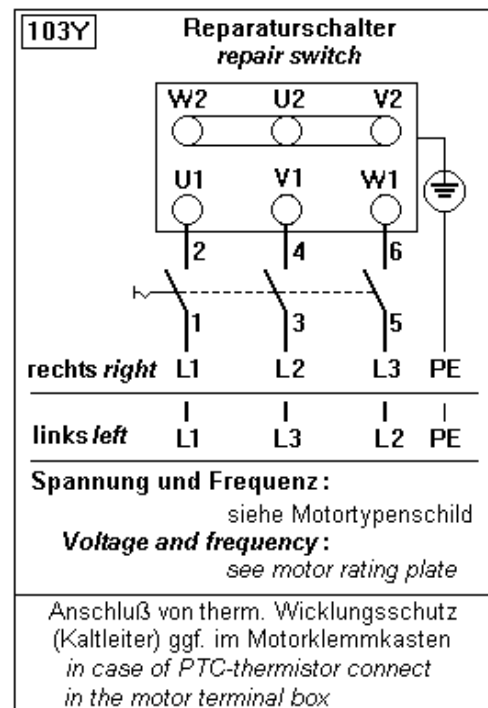 103Y Reparaturschalter
repair switch
W2 U2 V2
U1 V1 W1
2 4 6
1 3 5
rechts right L1 L2 L3 PE
links left L1 L3 L2 PE
Spannung und Frequenz:
siehe Motortypenschild
Voltage and frequency:
see motor rating plate
Anschluß von therm. Wicklungsschutz
(Kaltleiter) ggf. im Motorklemmkasten
in case of PTC-thermistor connect
in the motor terminal box